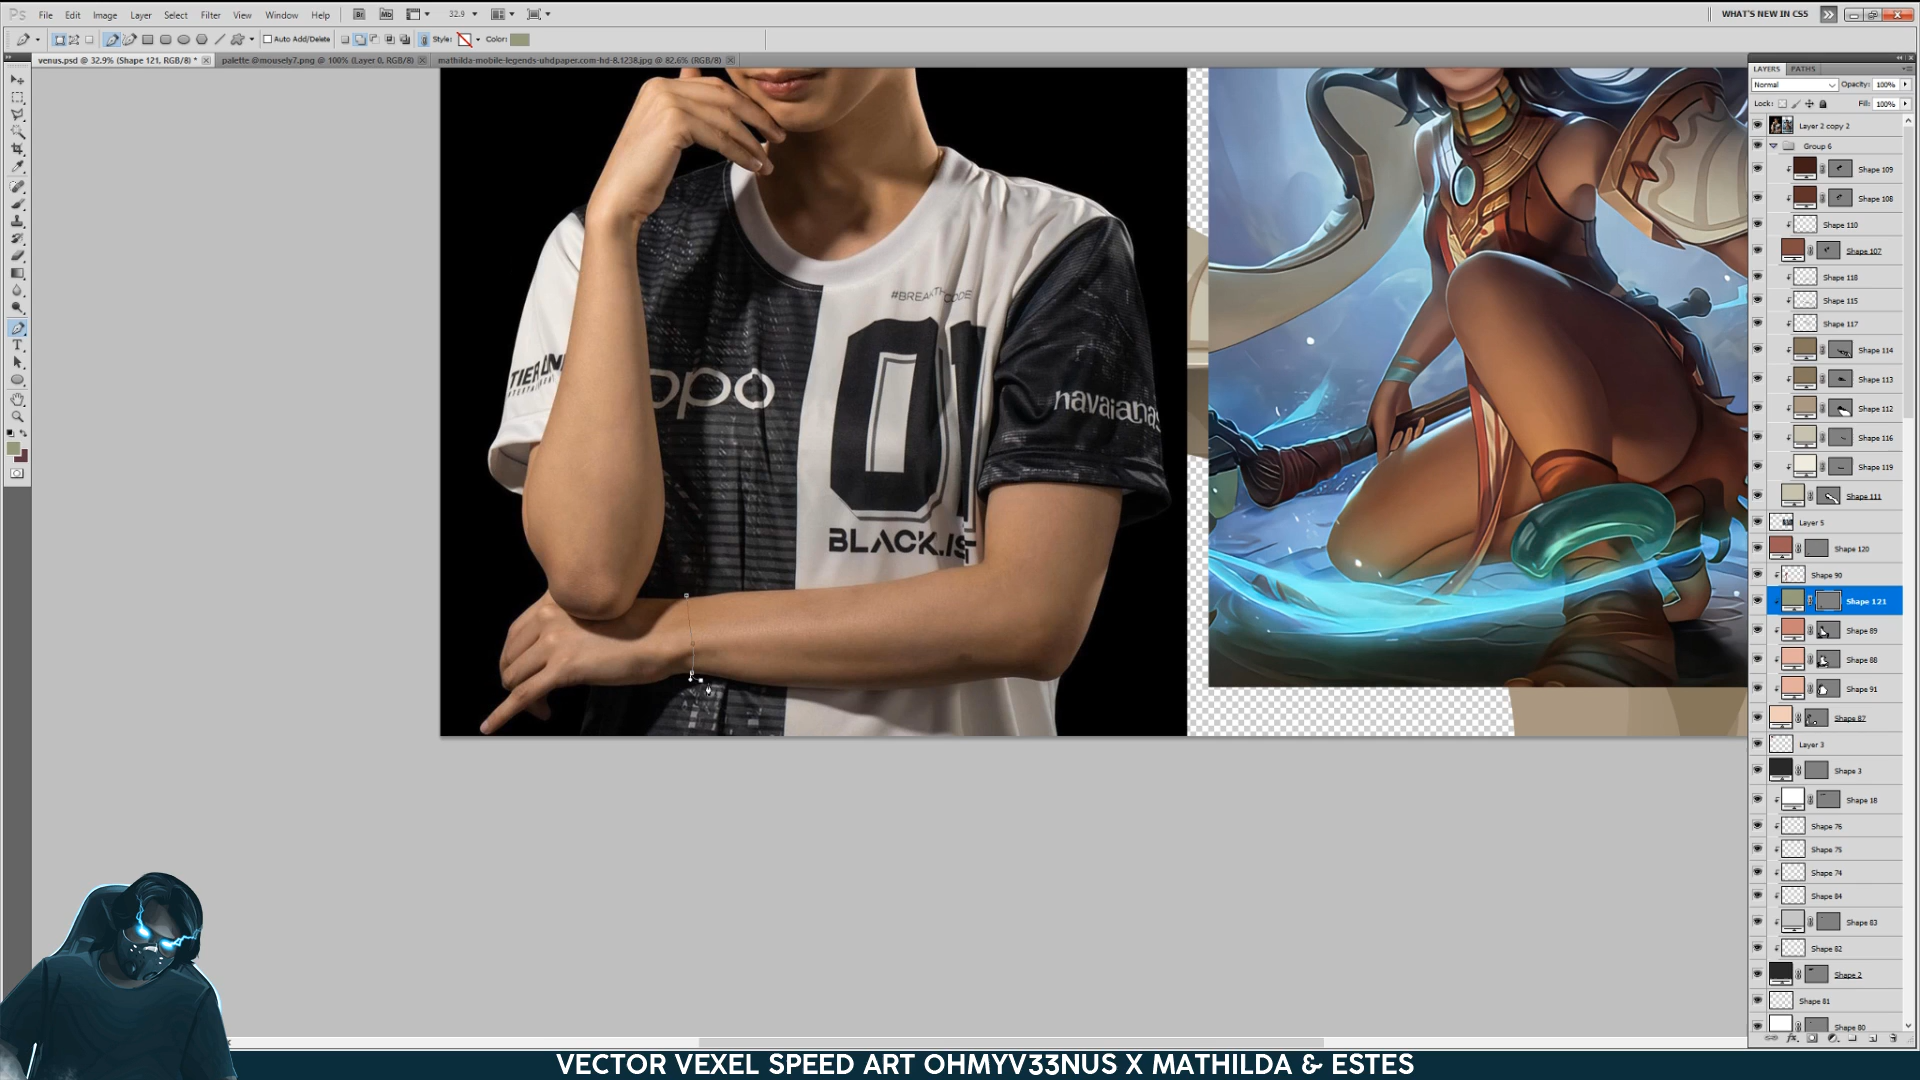 Ps File Edit Image Layer Select Filter View Window Help Br Mb 32.9 WHAT'S NEW IN CS5
Auto Add/Delete Style: Color:
venus.psd @ 32.9% (Shape 121, RGB/8) * palette @mousely7.png @ 100% (Layer 0, RGB/8) mathilda-mobile-legends-uhdpaper.com-hd-8.1238.jpg @ 82.6% (RGB/8)
LAYERS PATHS
Normal Opacity: 100%
Lock: Fill: 100%
Layer 2 copy 2
Group 6
Shape 109
Shape 108
Shape 110
Shape 107
Shape 118
Shape 115
Shape 117
Shape 114
Shape 113
Shape 112
Shape 116
Shape 119
Shape 111
Layer 5
Shape 120
Shape 90
Shape 121
Shape 89
Shape 88
Shape 91
Shape 87
Layer 3
Shape 3
Shape 18
Shape 76
Shape 75
Shape 74
Shape 84
Shape 83
Shape 82
Shape 2
Shape 81
Shape 80
#BREAKTHECODE
TIER ONE
ENTERTAINMENT
oppo
01
navaianas
BLACK.IS
VECTOR VEXEL SPEED ART OHMYV33NUS X MATHILDA & ESTES